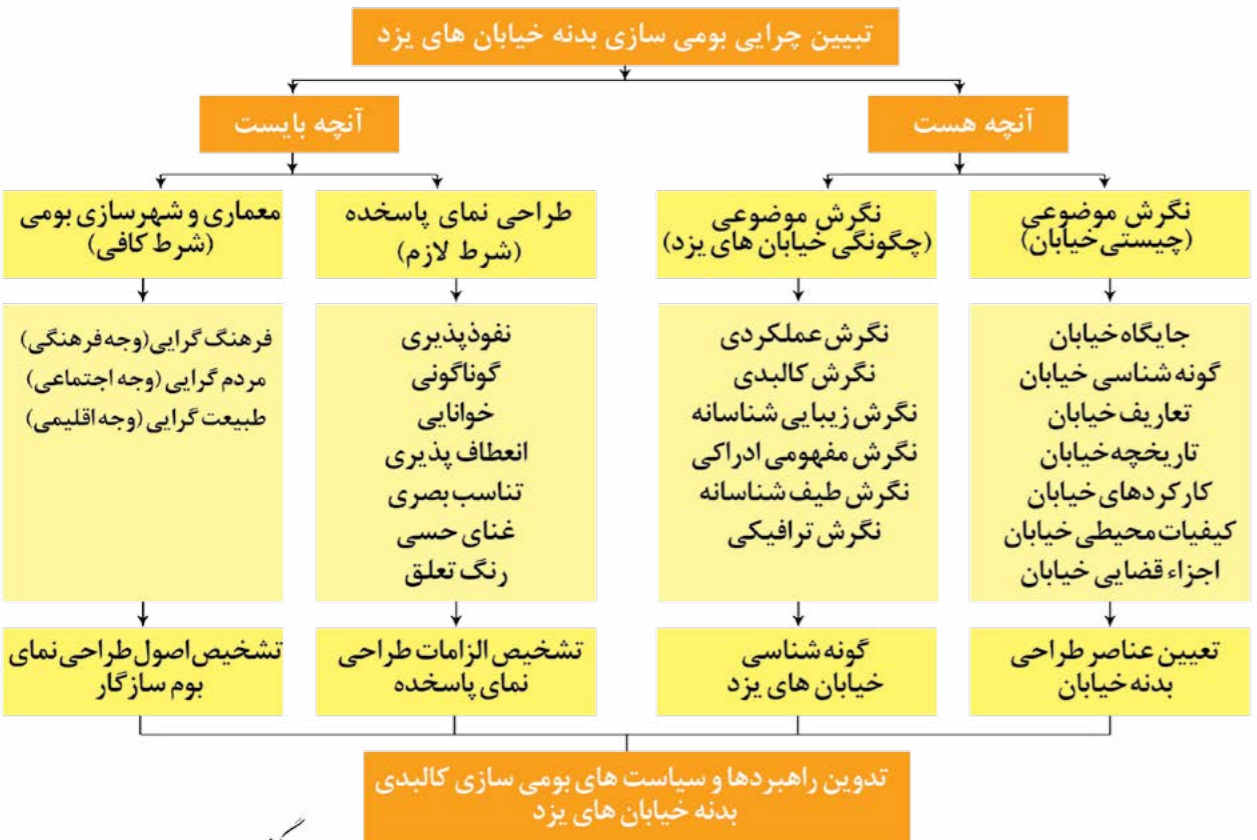 تبیین چرایی بومی سازی بدنه خیابان های یزد
آنچه هست
آنچه بایست
نگرش موضوعی
(چیستی خیابان)
نگرش موضوعی
(چگونگی خیابان های یزد)
طراحی نمای پاسخده
(شرط لازم)
معماری و شهرسازی بومی
(شرط کافی)
جایگاه خیابان
گونه شناسی خیابان
تعاریف خیابان
تاریخچه خیابان
کارکردهای خیابان
کیفیات محیطی خیابان
اجزاء قضایی خیابان
نگرش عملکردی
نگرش کالبدی
نگرش زیبایی شناسانه
نگرش مفهومی ادراکی
نگرش طیف شناسانه
نگرش ترافیکی
نفوذپذیری
گوناگونی
خوانایی
انعطاف پذیری
تناسب بصری
غنای حسی
رنگ تعلق
فرهنگ گرایی (وجه فرهنگی)
مردم گرایی (وجه اجتماعی)
طبیعت گرایی (وجه اقلیمی)
تعیین عناصر طراحی
بدنه خیابان
گونه شناسی
خیابان های یزد
تشخیص الزامات طراحی
نمای پاسخده
تشخیص اصول طراحی نمای
بوم سازگار
تدوین راهبردها و سیاست های بومی سازی کالبدی
بدنه خیابان های یزد